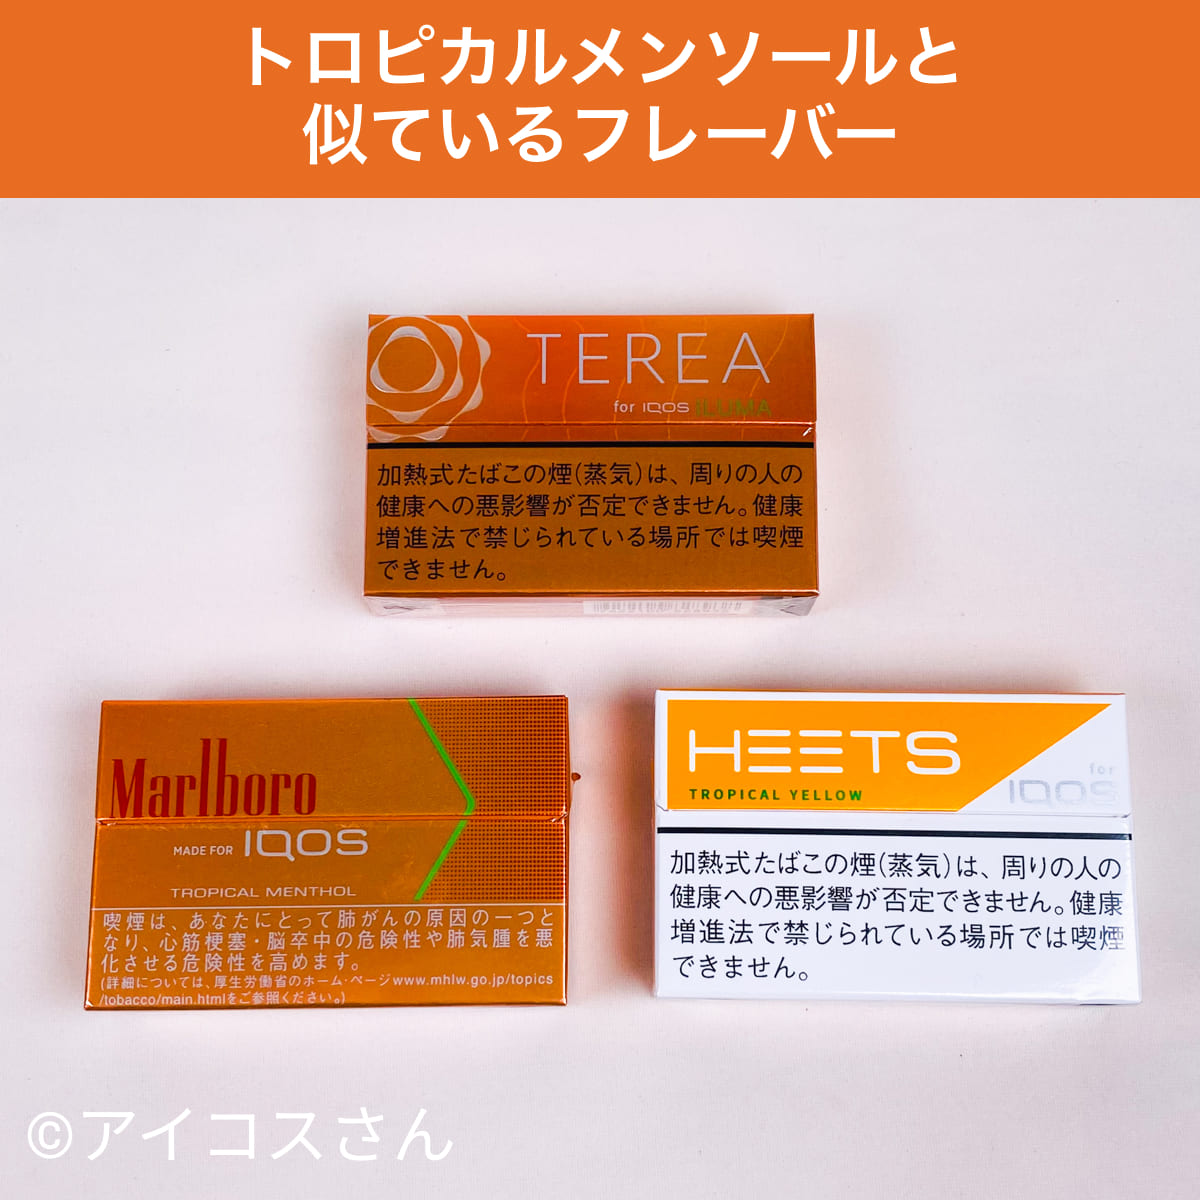 トロピカルメンソールと
似ているフレーバー
TEREA
for IQOS ILUMA
加熱式たばこの煙(蒸気)は、周りの人の
健康への悪影響が否定できません。健康
増進法で禁じられている場所では喫煙
できません。
Marlboro
MADE FOR IQOS
TROPICAL MENTHOL
喫煙は、あなたにとって肺がんの原因の一つと
なり、心筋梗塞・脳卒中の危険性や肺気腫を悪
化させる危険性を高めます。
(詳細については、厚生労働省のホーム・ページwww.mhlw.go.jp/topics
/tobacco/main.htmlをご参照ください。)
HEETS
TROPICAL YELLOW
for
IQOS
加熱式たばこの煙(蒸気)は、周りの人の
健康への悪影響が否定できません。健康
増進法で禁じられている場所では喫煙
できません。
©アイコスさん